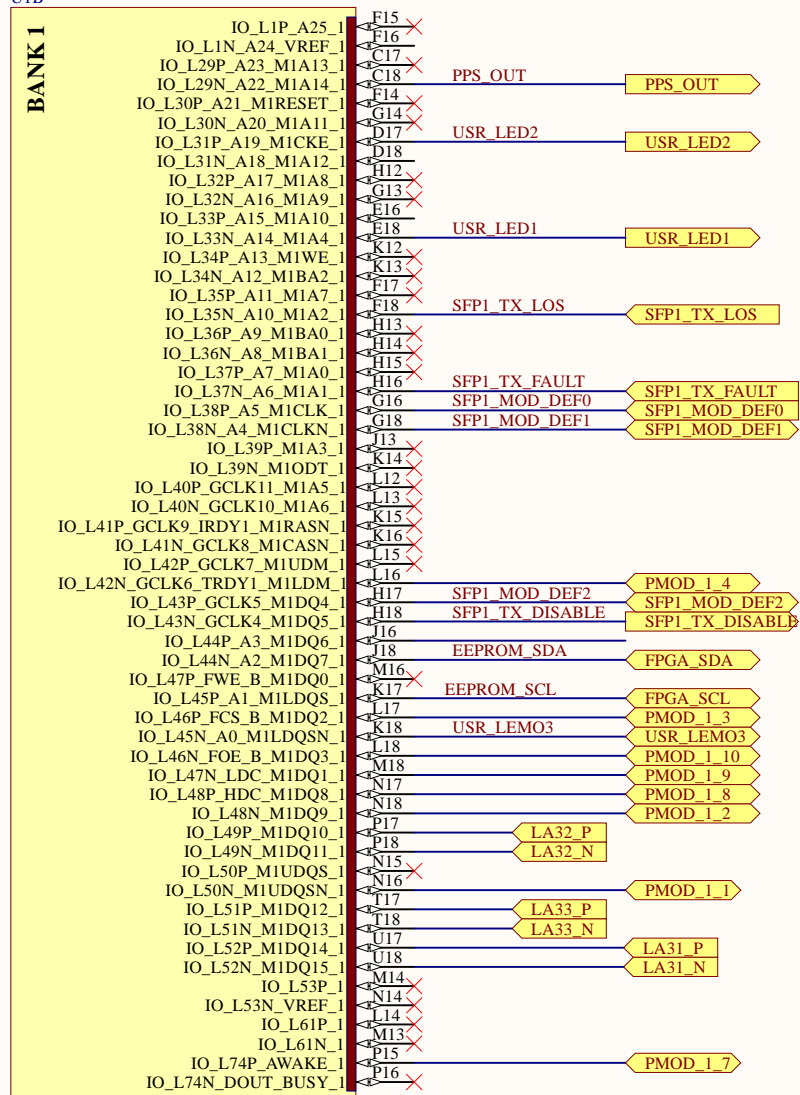 U1B
BANK 1
IO_L1P_A25_1 F15
IO_L1N_A24_VREF_1 F16
IO_L29P_A23_M1A13_1 C17
IO_L29N_A22_M1A14_1 C18 PPS_OUT PPS_OUT
IO_L30P_A21_M1RESET_1 F14
IO_L30N_A20_M1A11_1 G14
IO_L31P_A19_M1CKE_1 D17 USR_LED2 USR_LED2
IO_L31N_A18_M1A12_1 D18
IO_L32P_A17_M1A8_1 H12
IO_L32N_A16_M1A9_1 G13
IO_L33P_A15_M1A10_1 E16
IO_L33N_A14_M1A4_1 E18 USR_LED1 USR_LED1
IO_L34P_A13_M1WE_1 K12
IO_L34N_A12_M1BA2_1 K13
IO_L35P_A11_M1A7_1 F17
IO_L35N_A10_M1A2_1 F18 SFP1_TX_LOS SFP1_TX_LOS
IO_L36P_A9_M1BA0_1 H13
IO_L36N_A8_M1BA1_1 H14
IO_L37P_A7_M1A0_1 H15
IO_L37N_A6_M1A1_1 H16 SFP1_TX_FAULT SFP1_TX_FAULT
IO_L38P_A5_M1CLK_1 G16 SFP1_MOD_DEF0 SFP1_MOD_DEF0
IO_L38N_A4_M1CLKN_1 G18 SFP1_MOD_DEF1 SFP1_MOD_DEF1
IO_L39P_M1A3_1 J13
IO_L39N_M1ODT_1 K14
IO_L40P_GCLK11_M1A5_1 L12
IO_L40N_GCLK10_M1A6_1 L13
IO_L41P_GCLK9_IRDY1_M1RASN_1 K15
IO_L41N_GCLK8_M1CASN_1 K16
IO_L42P_GCLK7_M1UDM_1 L15
IO_L42N_GCLK6_TRDY1_M1LDM_1 L16 PMOD_1_4
IO_L43P_GCLK5_M1DQ4_1 H17 SFP1_MOD_DEF2 SFP1_MOD_DEF2
IO_L43N_GCLK4_M1DQ5_1 H18 SFP1_TX_DISABLE SFP1_TX_DISABLE
IO_L44P_A3_M1DQ6_1 J16
IO_L44N_A2_M1DQ7_1 J18 EEPROM_SDA FPGA_SDA
IO_L47P_FWE_B_M1DQ0_1 M16
IO_L45P_A1_M1LDQS_1 K17 EEPROM_SCL FPGA_SCL
IO_L46P_FCS_B_M1DQ2_1 L17 PMOD_1_3
IO_L45N_A0_M1LDQSN_1 K18 USR_LEMO3 USR_LEMO3
IO_L46N_FOE_B_M1DQ3_1 L18 PMOD_1_10
IO_L47N_LDC_M1DQ1_1 M18 PMOD_1_9
IO_L48P_HDC_M1DQ8_1 N17 PMOD_1_8
IO_L48N_M1DQ9_1 N18 PMOD_1_2
IO_L49P_M1DQ10_1 P17 LA32_P
IO_L49N_M1DQ11_1 P18 LA32_N
IO_L50P_M1UDQS_1 N15
IO_L50N_M1UDQSN_1 N16 PMOD_1_1
IO_L51P_M1DQ12_1 T17 LA33_P
IO_L51N_M1DQ13_1 T18 LA33_N
IO_L52P_M1DQ14_1 U17 LA31_P
IO_L52N_M1DQ15_1 U18 LA31_N
IO_L53P_1 M14
IO_L53N_VREF_1 N14
IO_L61P_1 L14
IO_L61N_1 M13
IO_L74P_AWAKE_1 P15 PMOD_1_7
IO_L74N_DOUT_BUSY_1 P16